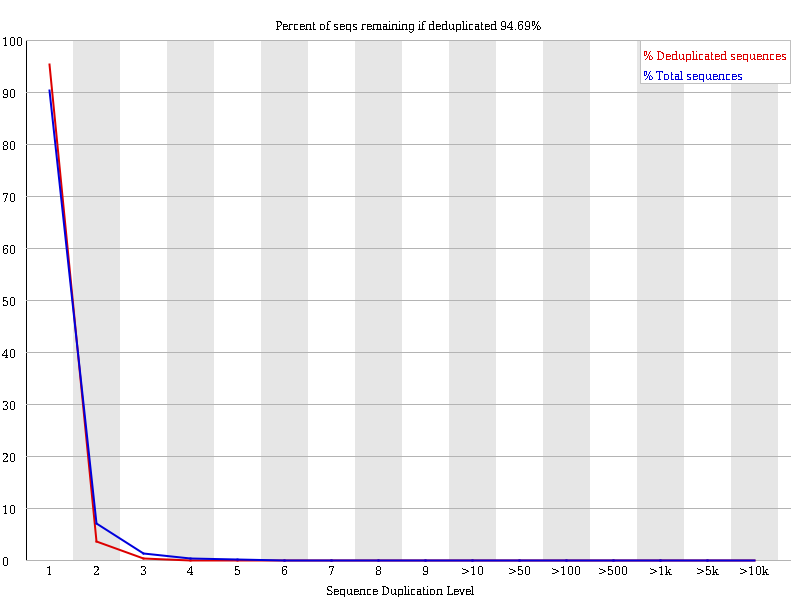 Percent of seqs remaining if deduplicated 94.69%
% Deduplicated sequences
% Total sequences
100
90
80
70
60
50
40
30
20
10
0
1 2 3 4 5 6 7 8 9 >10 >50 >100 >500 >1k >5k >10k
Sequence Duplication Level